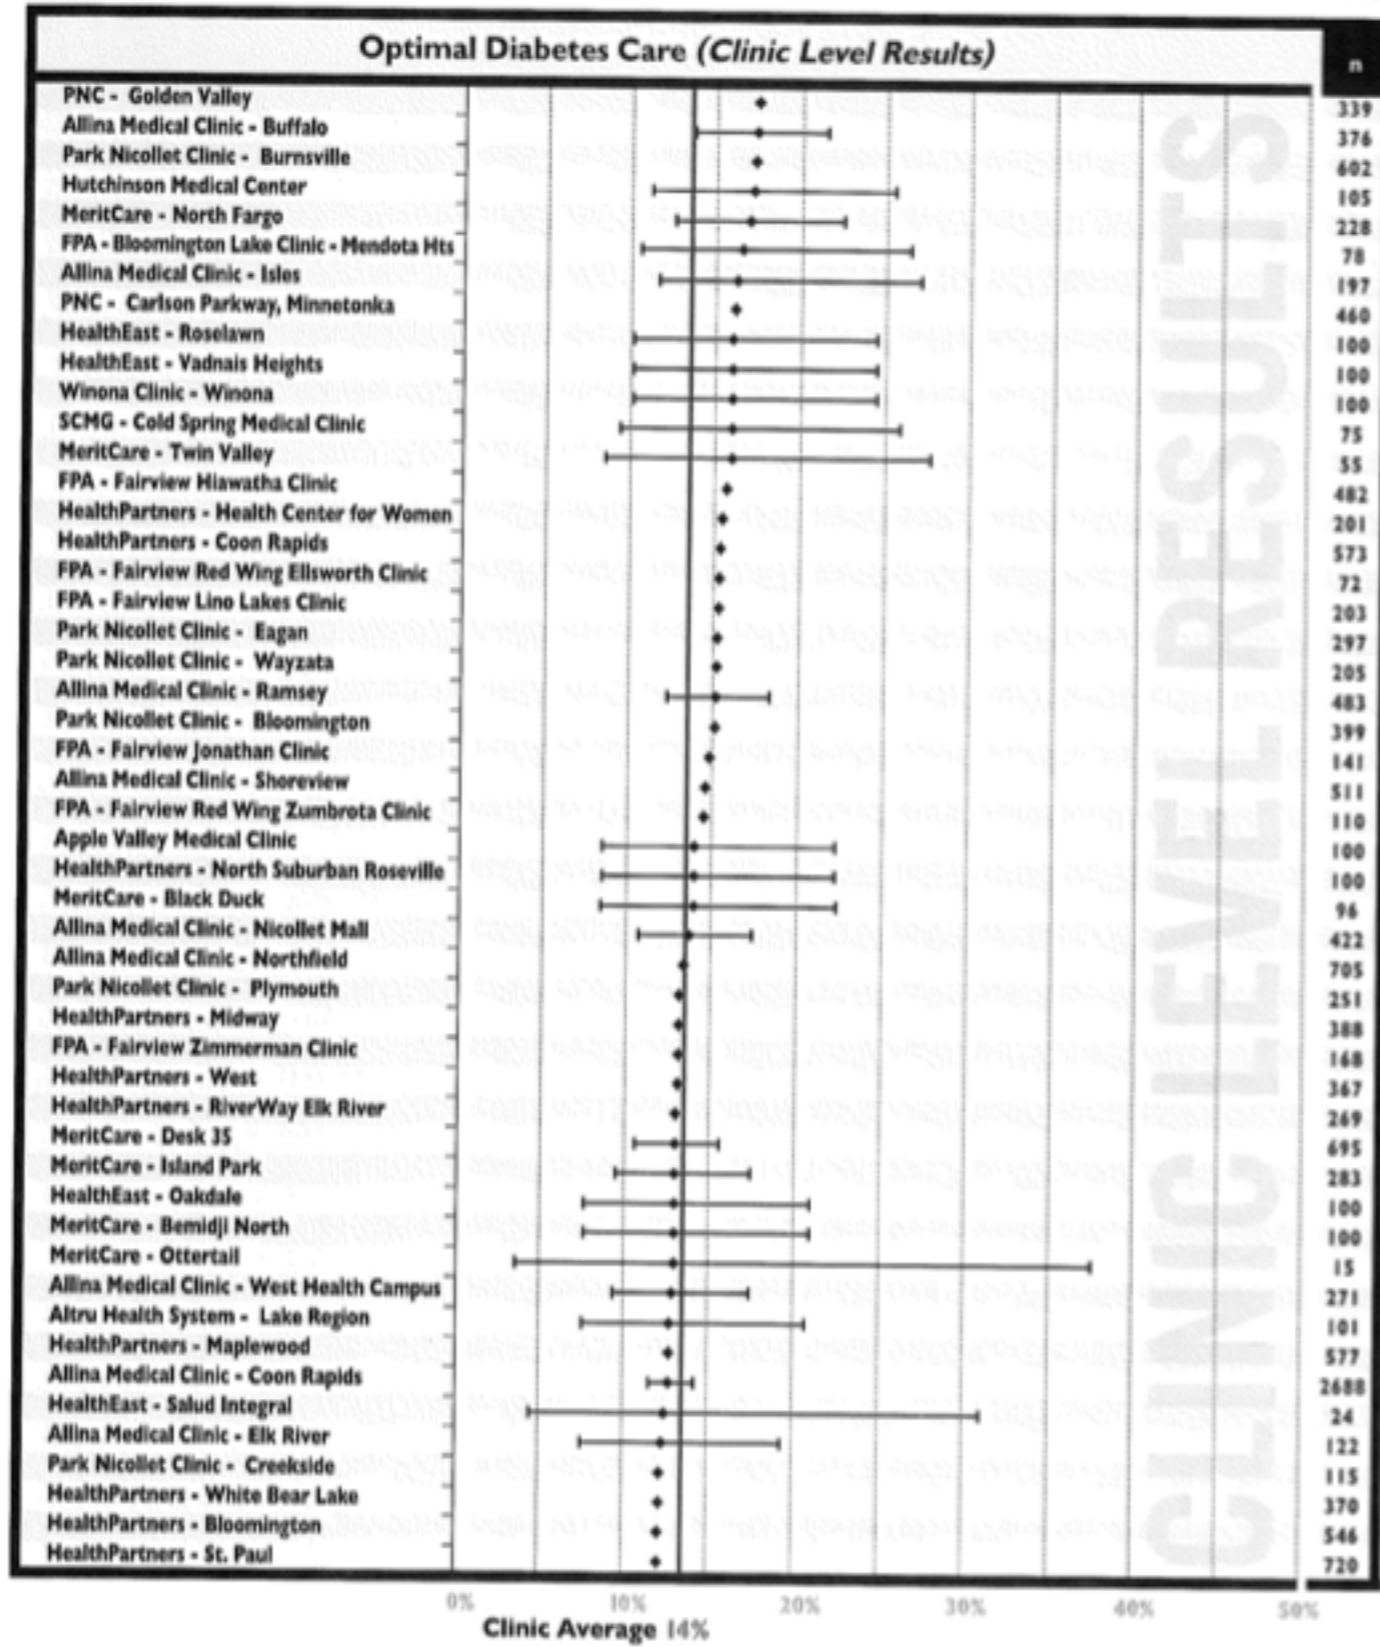 Optimal Diabetes Care (Clinic Level Results) n
PNC - Golden Valley 339
Allina Medical Clinic - Buffalo 376
Park Nicollet Clinic - Burnsville 602
Hutchinson Medical Center 105
MeritCare - North Fargo 228
FPA - Bloomington Lake Clinic - Mendota Hts 78
Allina Medical Clinic - Isles 197
PNC - Carlson Parkway, Minnetonka 460
HealthEast - Roselawn 100
HealthEast - Vadnais Heights 100
Winona Clinic - Winona 100
SCMG - Cold Spring Medical Clinic 75
MeritCare - Twin Valley 55
FPA - Fairview Hiawatha Clinic 482
HealthPartners - Health Center for Women 201
HealthPartners - Coon Rapids 573
FPA - Fairview Red Wing Ellsworth Clinic 72
FPA - Fairview Lino Lakes Clinic 203
Park Nicollet Clinic - Eagan 297
Park Nicollet Clinic - Wayzata 205
Allina Medical Clinic - Ramsey 483
Park Nicollet Clinic - Bloomington 399
FPA - Fairview Jonathan Clinic 141
Allina Medical Clinic - Shoreview 511
FPA - Fairview Red Wing Zumbrota Clinic 110
Apple Valley Medical Clinic 100
HealthPartners - North Suburban Roseville 100
MeritCare - Black Duck 96
Allina Medical Clinic - Nicollet Mall 422
Allina Medical Clinic - Northfield 705
Park Nicollet Clinic - Plymouth 251
HealthPartners - Midway 388
FPA - Fairview Zimmerman Clinic 168
HealthPartners - West 367
HealthPartners - RiverWay Elk River 269
MeritCare - Desk 35 695
MeritCare - Island Park 283
HealthEast - Oakdale 100
MeritCare - Bemidji North 100
MeritCare - Ottertail 15
Allina Medical Clinic - West Health Campus 271
Altru Health System - Lake Region 101
HealthPartners - Maplewood 577
Allina Medical Clinic - Coon Rapids 2688
HealthEast - Salud Integral 24
Allina Medical Clinic - Elk River 122
Park Nicollet Clinic - Creekside 115
HealthPartners - White Bear Lake 370
HealthPartners - Bloomington 546
HealthPartners - St. Paul 720
0% 10% 20% 30% 40% 50%
Clinic Average 14%
CLINIC LEVEL RESULTS